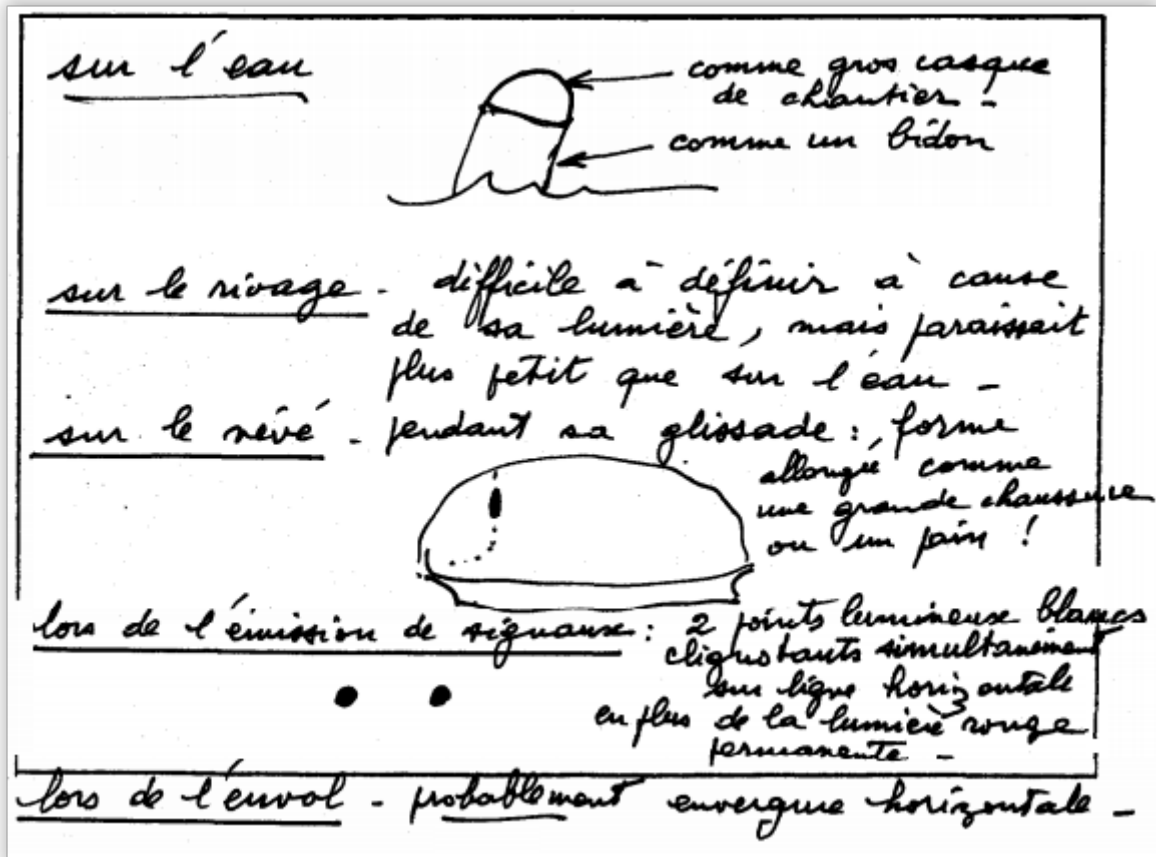 sur l'eau
comme gros casque
de chantier -
comme un bidon
sur le rivage - difficile à définir à cause
de sa lumière, mais paraissait
plus petit que sur l'eau -
sur le névé - pendant sa glissade : forme
allongée comme
une grande chaussure
ou un pain !
lors de l'émission de signaux : 2 points lumineux blancs
clignotants simultanément
sur ligne horizontale
en plus de la lumière rouge
permanente -
lors de l'envol - probablement envergure horizontale -